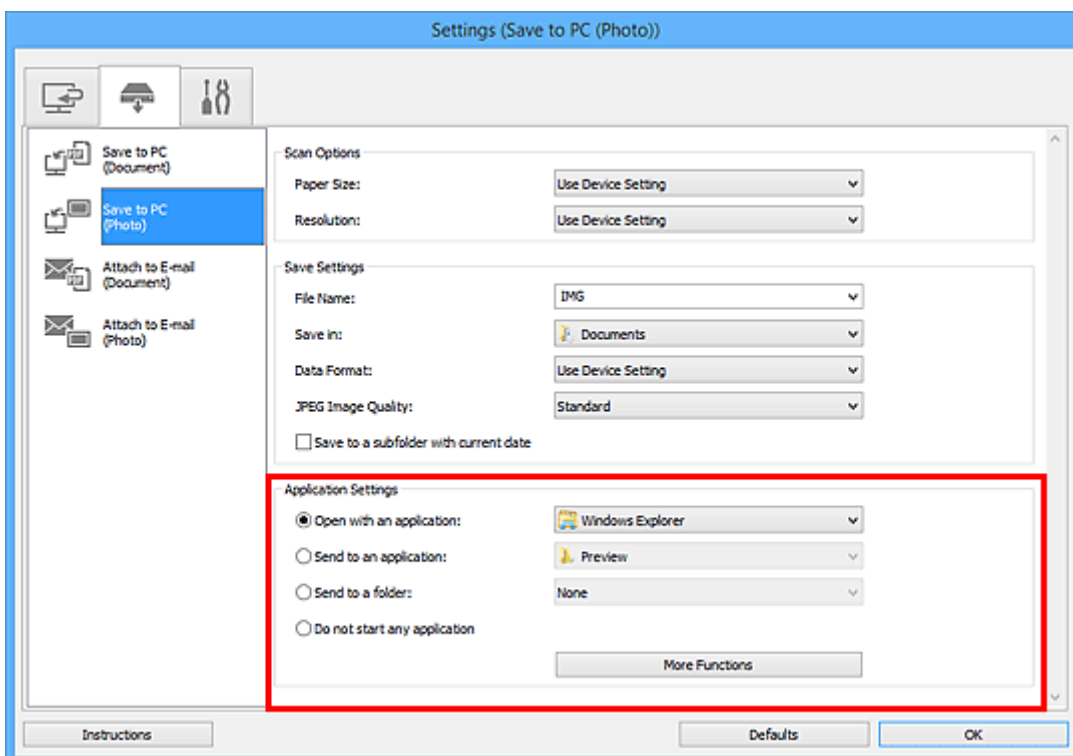 Settings (Save to PC (Photo))
Save to PC
(Document)
Save to PC
(Photo)
Attach to E-mail
(Document)
Attach to E-mail
(Photo)
Scan Options
Paper Size: Use Device Setting
Resolution: Use Device Setting
Save Settings
File Name: IMG
Save in: Documents
Data Format: Use Device Setting
JPEG Image Quality: Standard
Save to a subfolder with current date
Application Settings
Open with an application: Windows Explorer
Send to an application: Preview
Send to a folder: None
Do not start any application
More Functions
Instructions Defaults OK